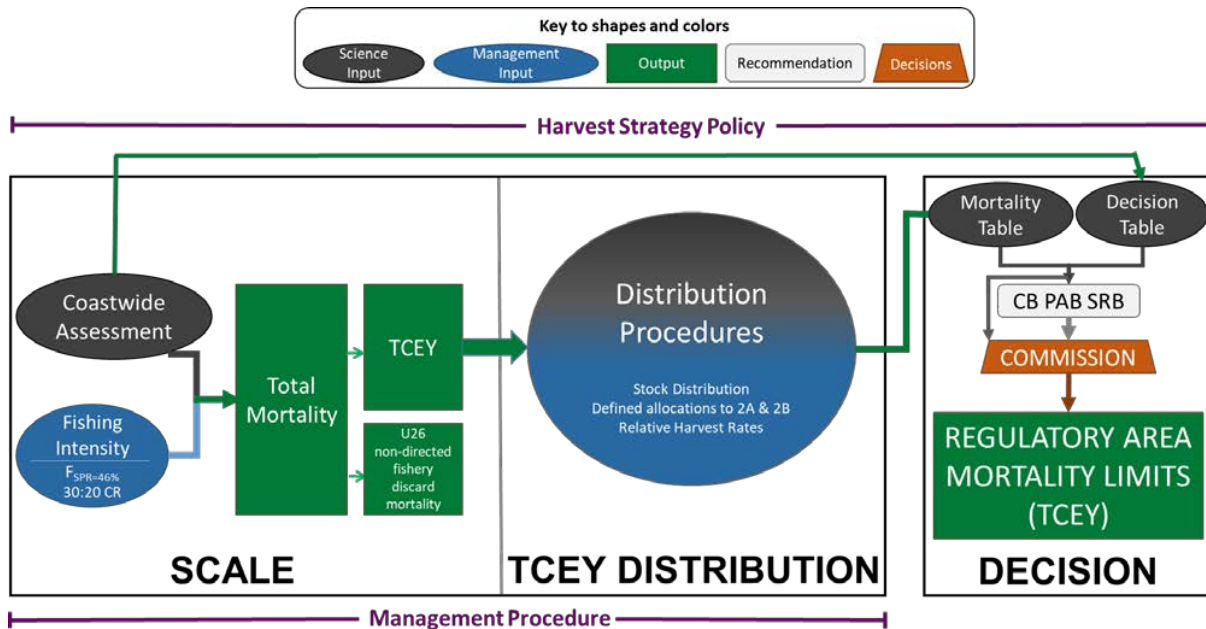 Key to shapes and colors
Science
Input
Management
Input
Output
Recommendation
Decisions
Harvest Strategy Policy
Coastwide
Assessment
Fishing
Intensity
F_SPR=46%
30:20 CR
Total
Mortality
TCEY
U26
non-directed
fishery
discard
mortality
SCALE
Distribution
Procedures
Stock Distribution
Defined allocations to 2A & 2B
Relative Harvest Rates
TCEY DISTRIBUTION
Mortality
Table
Decision
Table
CB PAB SRB
COMMISSION
REGULATORY AREA
MORTALITY LIMITS
(TCEY)
DECISION
Management Procedure